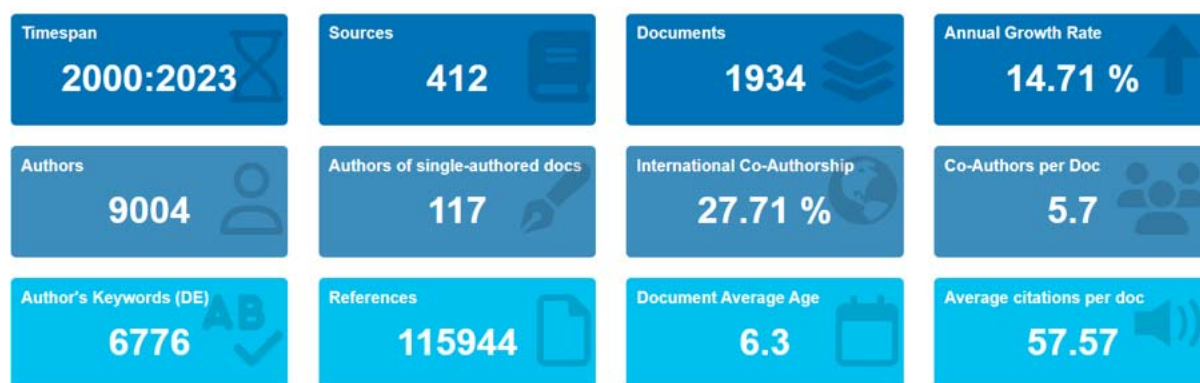 Timespan
2000:2023
Sources
412
Documents
1934
Annual Growth Rate
14.71 %
Authors
9004
Authors of single-authored docs
117
International Co-Authorship
27.71 %
Co-Authors per Doc
5.7
Author's Keywords (DE)
6776
AB
References
115944
Document Average Age
6.3
Average citations per doc
57.57